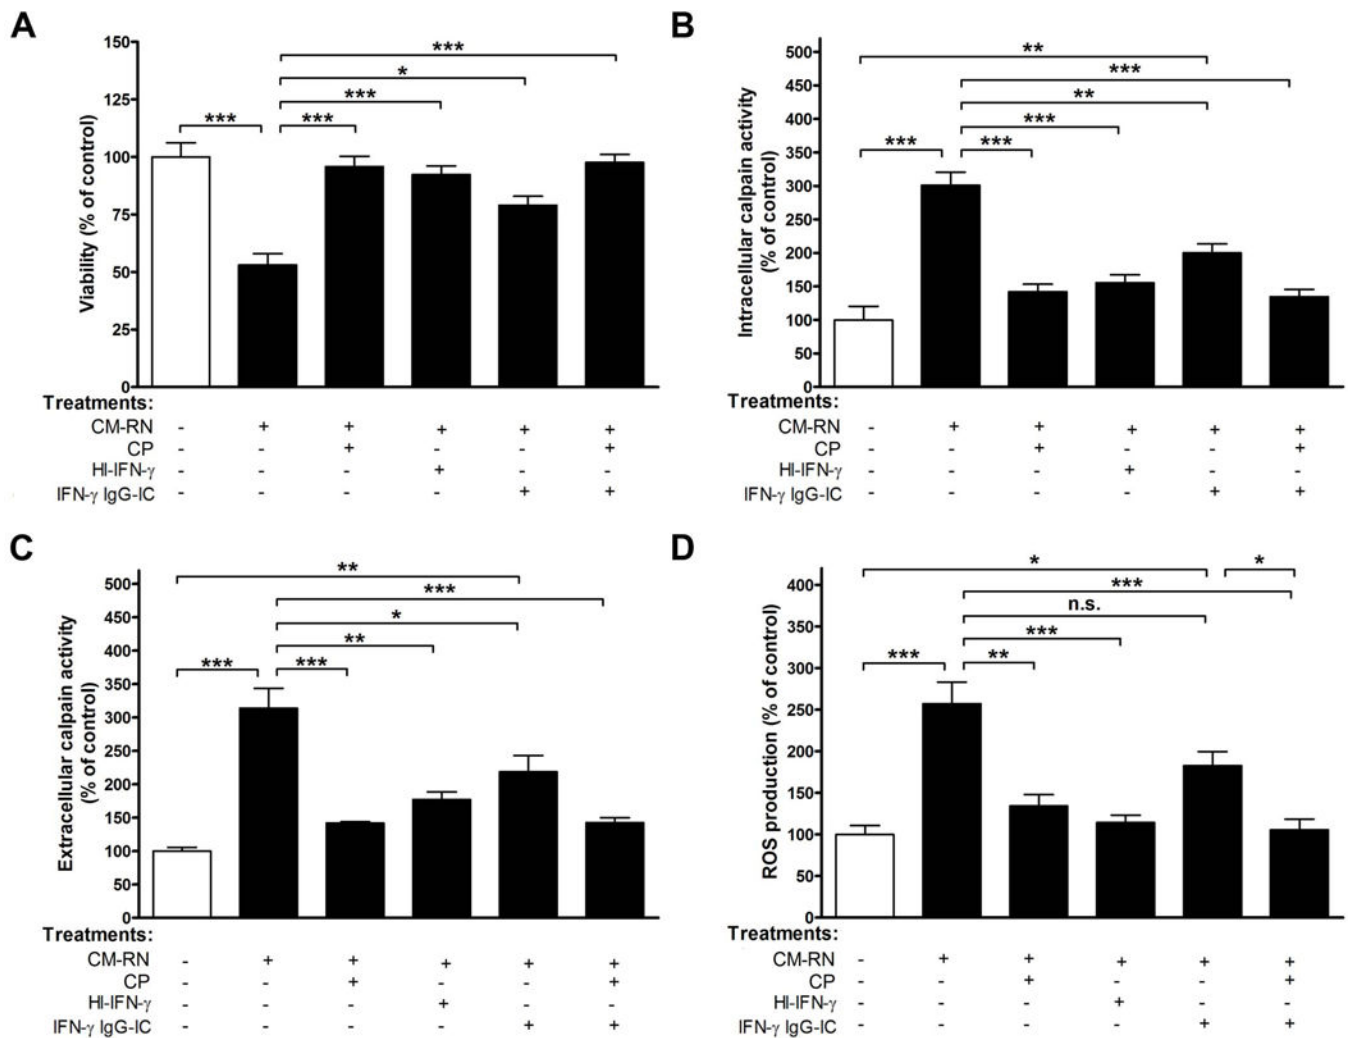 A
Viability (% of control)
150
125
100
75
50
25
0
***
*
***
*** ***
Treatments:
CM-RN - + + + + +
CP - - + - - +
HI-IFN-γ - - - + - -
IFN-γ IgG-IC - - - - + +
B
Intracellular calpain activity
(% of control)
500
450
400
350
300
250
200
150
100
50
0
**
***
**
***
*** ***
Treatments:
CM-RN - + + + + +
CP - - + - - +
HI-IFN-γ - - - + - -
IFN-γ IgG-IC - - - - + +
C
Extracellular calpain activity
(% of control)
500
450
400
350
300
250
200
150
100
50
0
**
***
*
**
*** ***
Treatments:
CM-RN - + + + + +
CP - - + - - +
HI-IFN-γ - - - + - -
IFN-γ IgG-IC - - - - + +
D
ROS production (% of control)
400
350
300
250
200
150
100
50
0
* *
***
n.s.
***
*** **
Treatments:
CM-RN - + + + + +
CP - - + - - +
HI-IFN-γ - - - + - -
IFN-γ IgG-IC - - - - + +